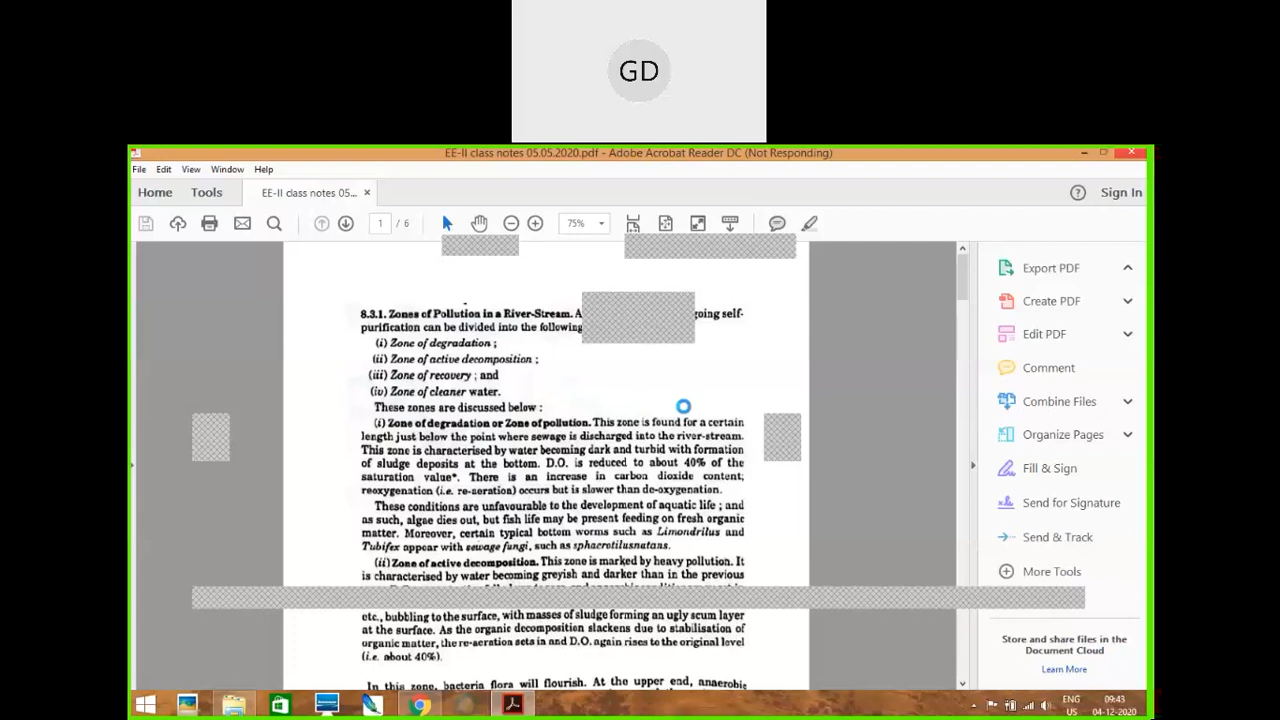 GD
EE-II class notes 05.05.2020.pdf - Adobe Acrobat Reader DC (Not Responding)
File Edit View Window Help
Home Tools EE-II class notes 05... × Sign In
1 / 6 75%
8.3.1. Zones of Pollution in a River-Stream. A going self-
purification can be divided into the following
(i) Zone of degradation ;
(ii) Zone of active decomposition ;
(iii) Zone of recovery ; and
(iv) Zone of cleaner water.
These zones are discussed below :
(i) Zone of degradation or Zone of pollution. This zone is found for a certain
length just below the point where sewage is discharged into the river-stream.
This zone is characterised by water becoming dark and turbid with formation
of sludge deposits at the bottom. D.O. is reduced to about 40% of the
saturation value*. There is an increase in carbon dioxide content;
reoxygenation (i.e. re-aeration) occurs but is slower than de-oxygenation.
These conditions are unfavourable to the development of aquatic life ; and
as such, algae dies out, but fish life may be present feeding on fresh organic
matter. Moreover, certain typical bottom worms such as Limondrilus and
Tubifex appear with sewage fungi, such as sphaerotilusnatans.
(ii) Zone of active decomposition. This zone is marked by heavy pollution. It
is characterised by water becoming greyish and darker than in the previous
etc., bubbling to the surface, with masses of sludge forming an ugly scum layer
at the surface. As the organic decomposition slackens due to stabilisation of
organic matter, the re-aeration sets in and D.O. again rises to the original level
(i.e. about 40%).
In this zone, bacteria flora will flourish. At the upper end, anaerobic
Export PDF
Create PDF
Edit PDF
Comment
Combine Files
Organize Pages
Fill & Sign
Send for Signature
Send & Track
More Tools
Store and share files in the
Document Cloud
Learn More
ENG 09:43
US 04-12-2020